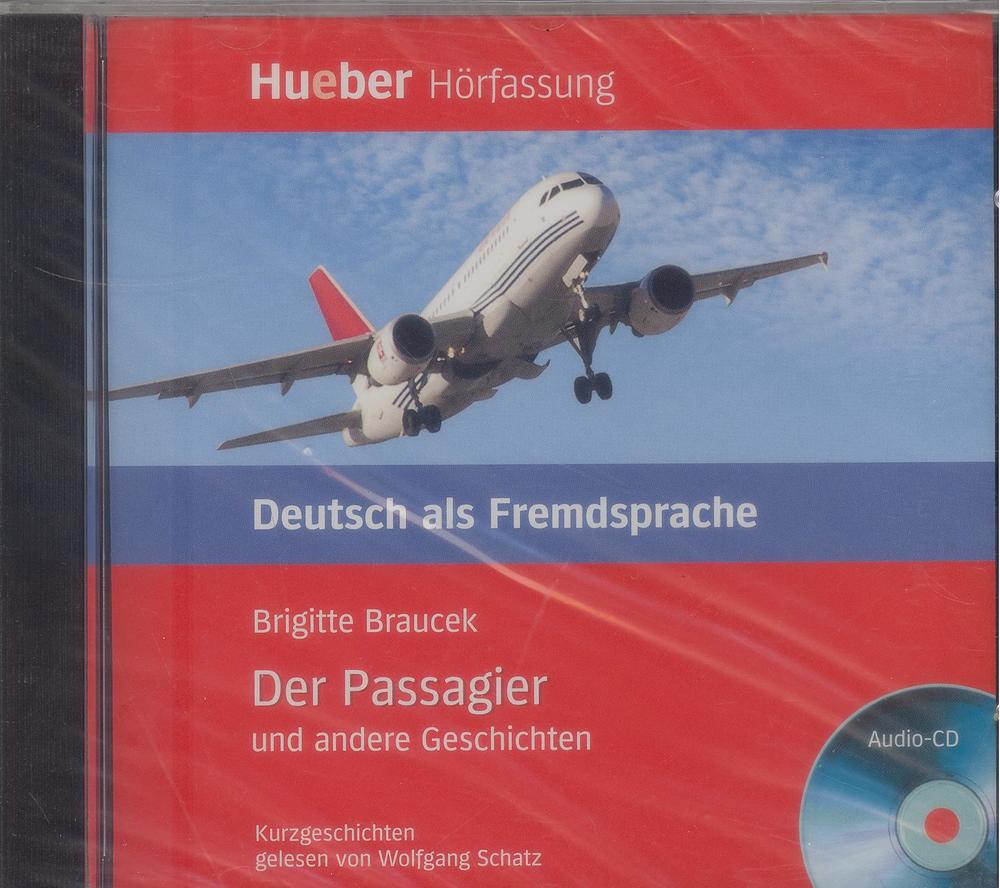 Hueber Hörfassung
Deutsch als Fremdsprache
Brigitte Braucek
Der Passagier
und andere Geschichten
Audio-CD
Kurzgeschichten
gelesen von Wolfgang Schatz